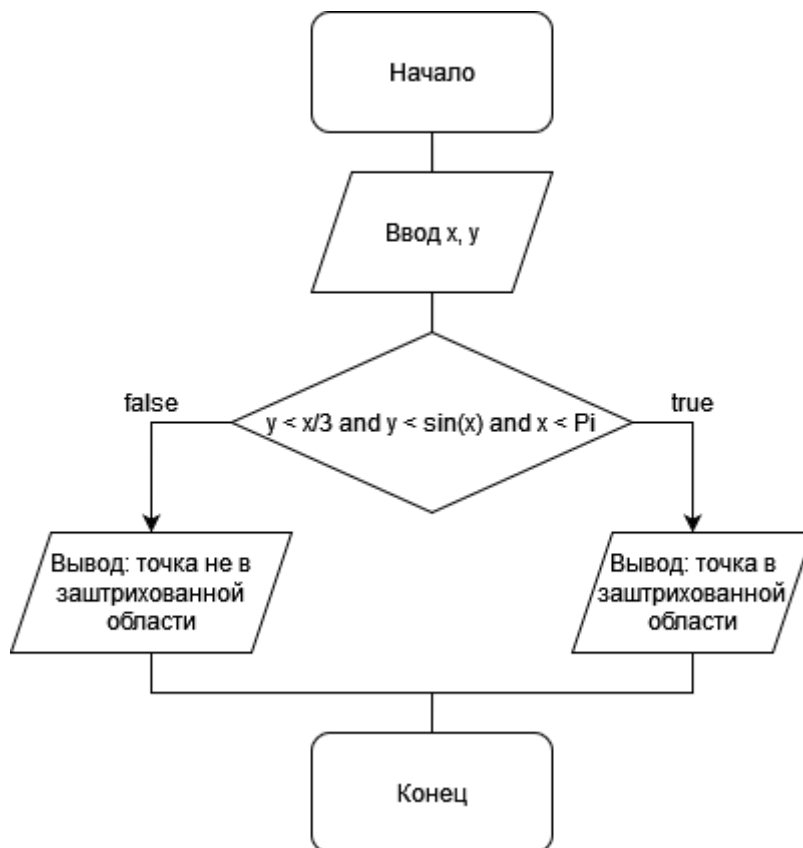 Начало
Ввод x, y
false
true
y < x/3 and y < sin(x) and x < Pi
Вывод: точка не в
заштрихованной
области
Вывод: точка в
заштрихованной
области
Конец